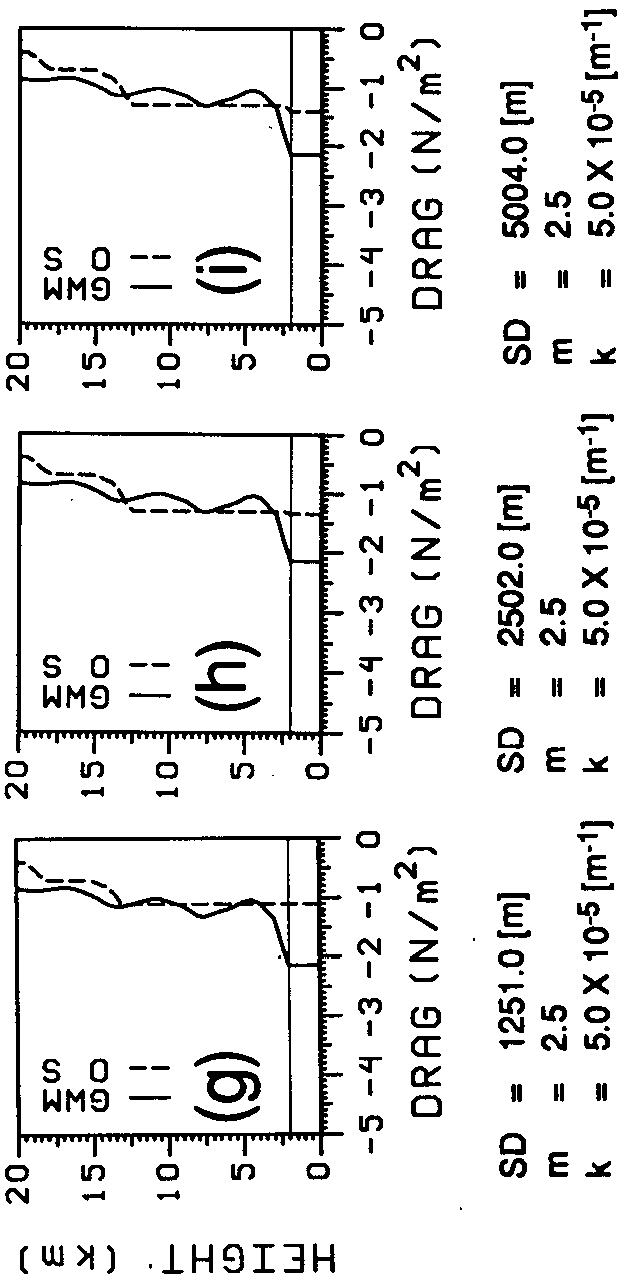 HEIGHT (km)
20
15
10
5
0
GWM
O S
(g)
-5 -4 -3 -2 -1 0
DRAG (N/m²)
SD = 1251.0 [m]
m = 2.5
k = 5.0 X 10⁻⁵ [m⁻¹]
20
15
10
5
0
GWM
O S
(h)
-5 -4 -3 -2 -1 0
DRAG (N/m²)
SD = 2502.0 [m]
m = 2.5
k = 5.0 X 10⁻⁵ [m⁻¹]
20
15
10
5
0
GWM
O S
(i)
-5 -4 -3 -2 -1 0
DRAG (N/m²)
SD = 5004.0 [m]
m = 2.5
k = 5.0 X 10⁻⁵ [m⁻¹]